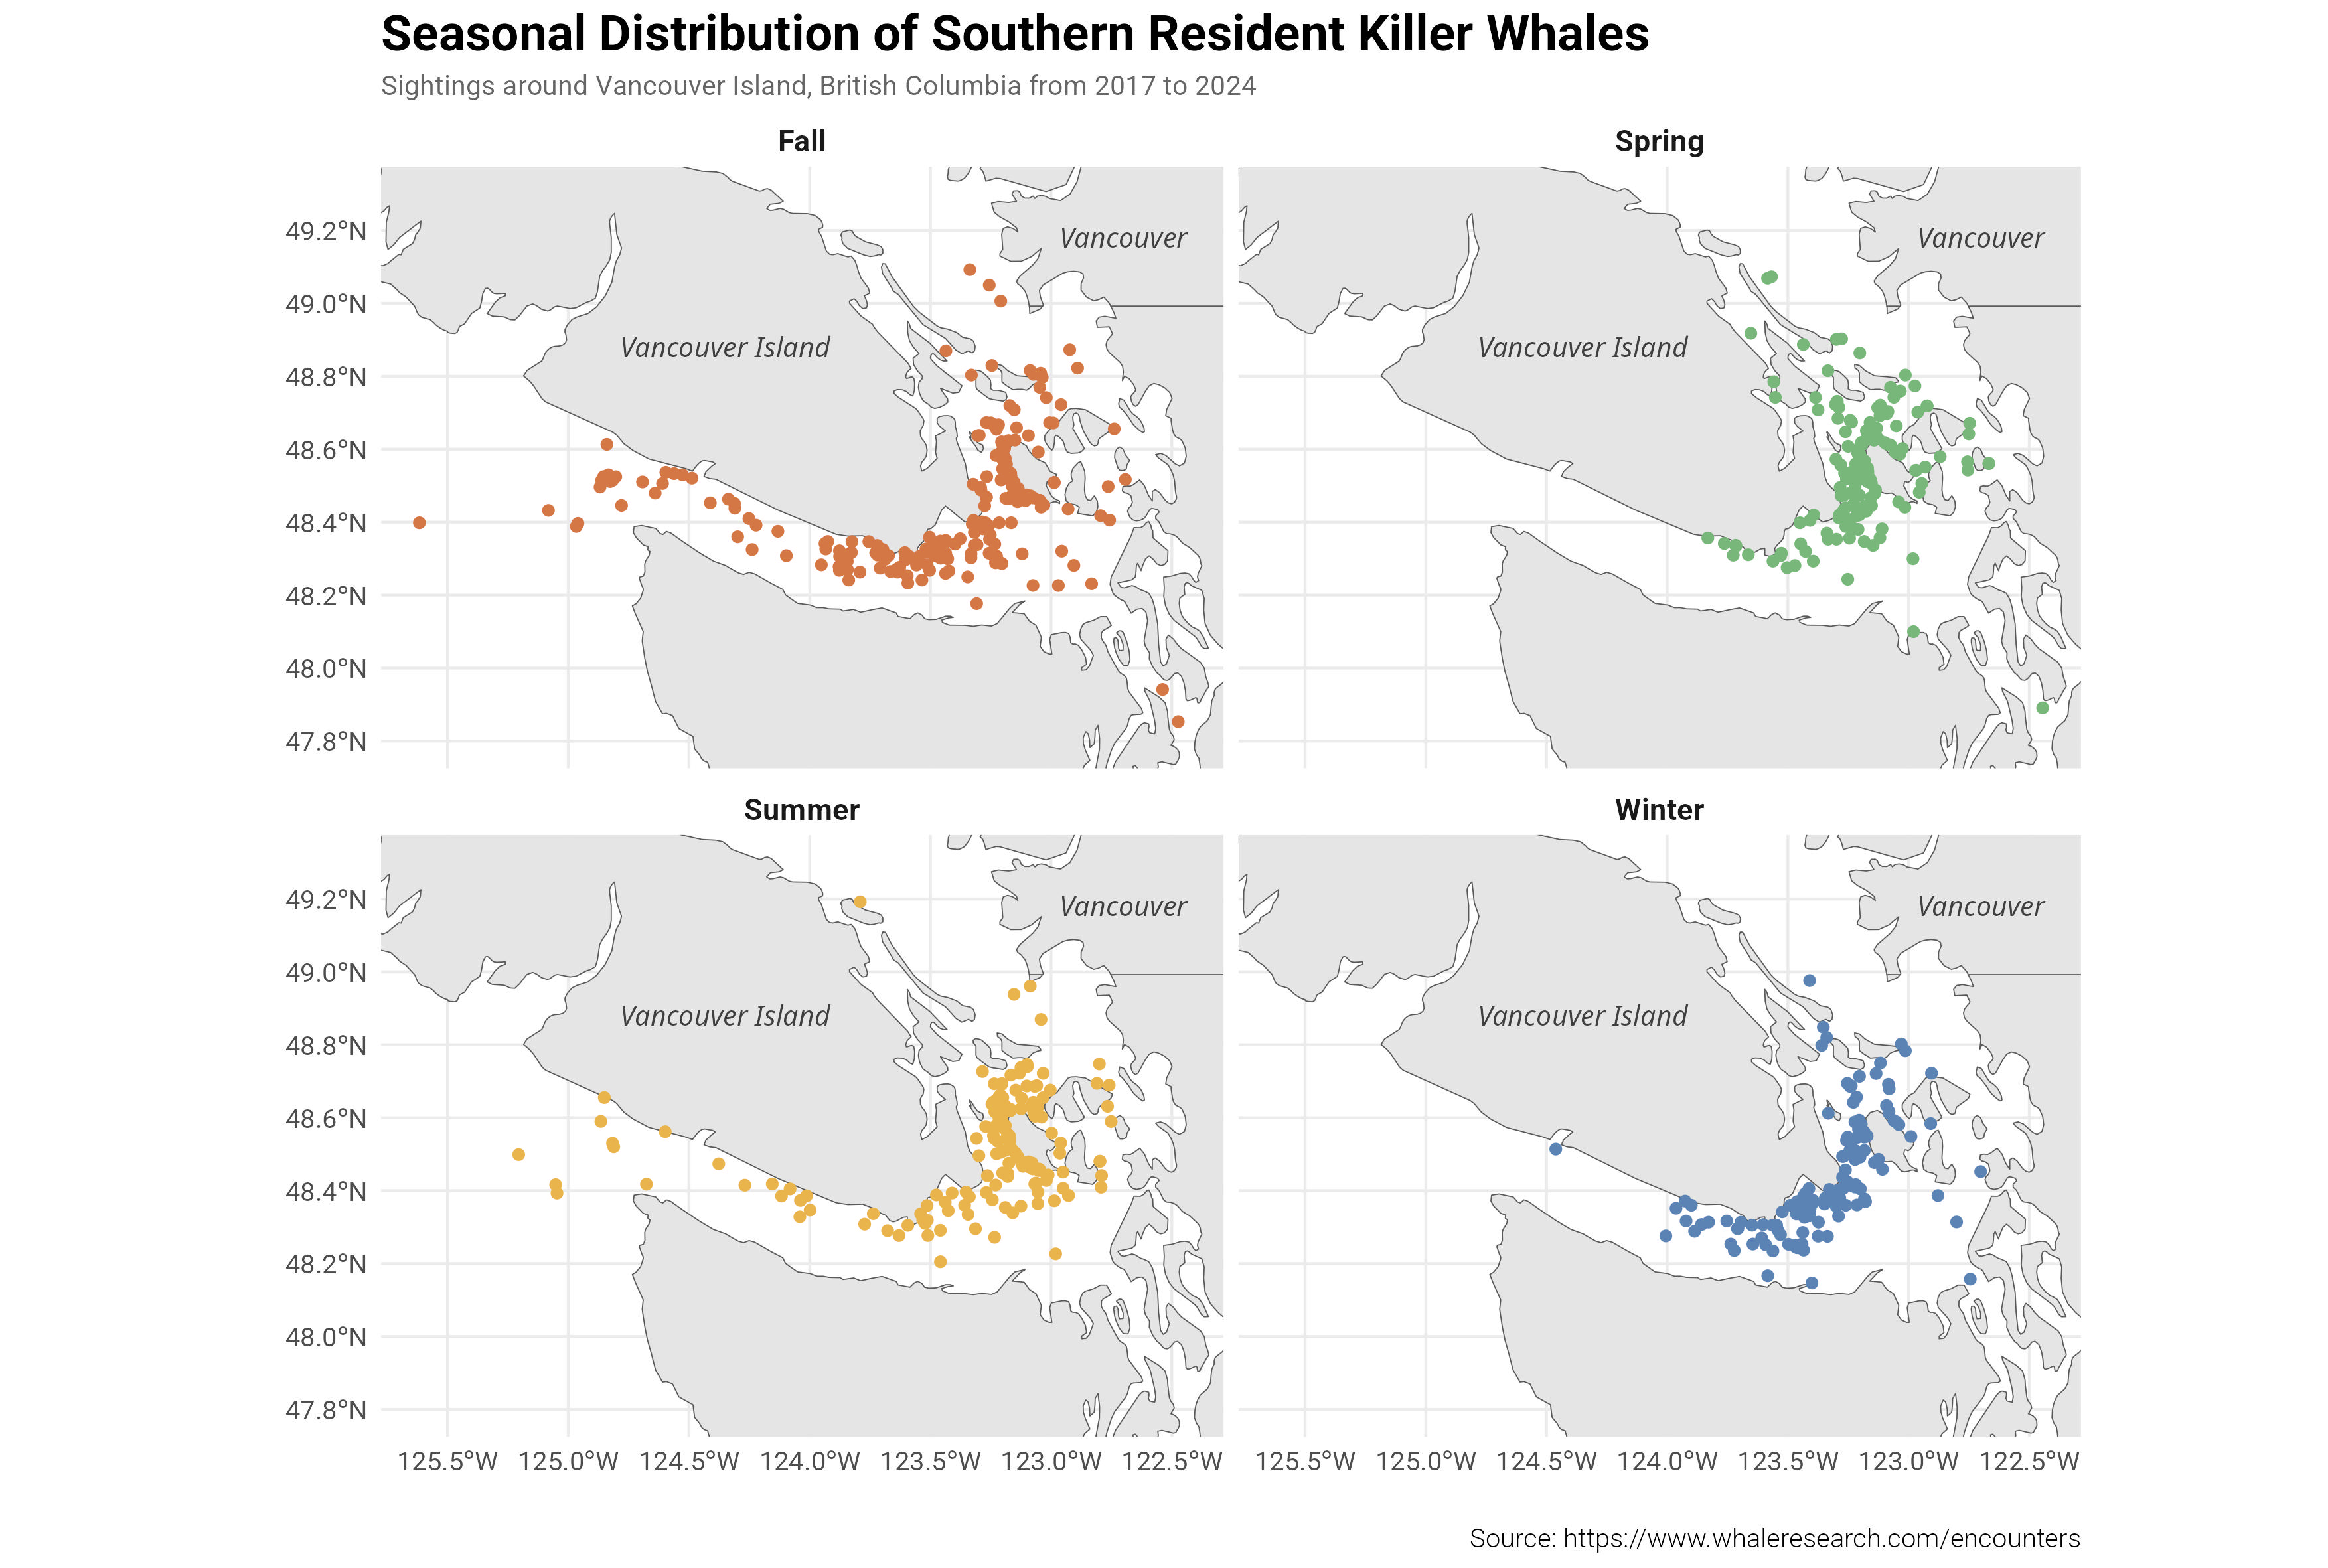 Seasonal Distribution of Southern Resident Killer Whales
Sightings around Vancouver Island, British Columbia from 2017 to 2024
Fall
Spring
49.2°N
49.0°N
48.8°N
48.6°N
48.4°N
48.2°N
48.0°N
47.8°N
Vancouver
Vancouver Island
Vancouver
Vancouver Island
Summer
Winter
49.2°N
49.0°N
48.8°N
48.6°N
48.4°N
48.2°N
48.0°N
47.8°N
Vancouver
Vancouver Island
Vancouver
Vancouver Island
125.5°W 125.0°W 124.5°W 124.0°W 123.5°W 123.0°W 122.5°W
125.5°W 125.0°W 124.5°W 124.0°W 123.5°W 123.0°W 122.5°W
Source: https://www.whaleresearch.com/encounters